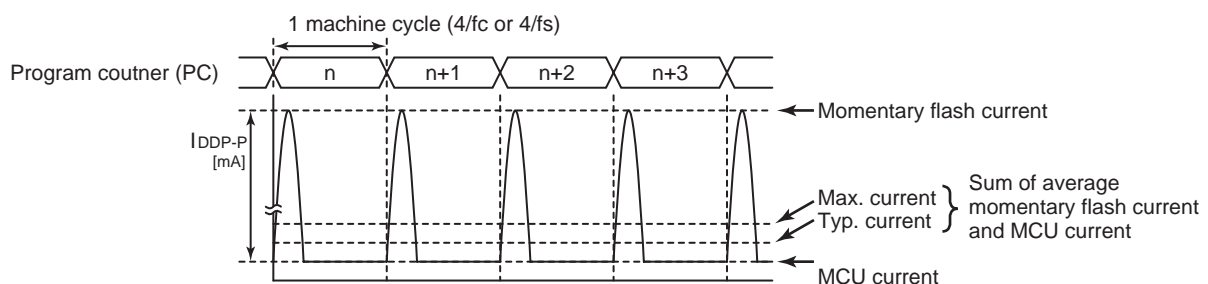 1 machine cycle (4/fc or 4/fs)
Program coutner (PC)
n
n+1
n+2
n+3
Momentary flash current
IDDP-P
[mA]
Max. current
Typ. current
Sum of average
momentary flash current
and MCU current
MCU current